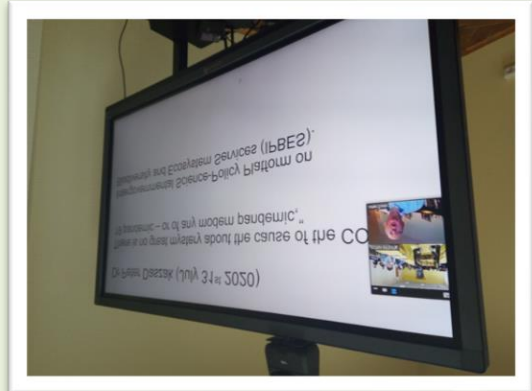 Dr Peter Daszak (July 31st 2020)
There is no great mystery about the cause of the CO
19 pandemic – or of any modern pandemic,”
Intergovernmental Science-Policy Platform on
Biodiversity and Ecosystem Services (IPBES).